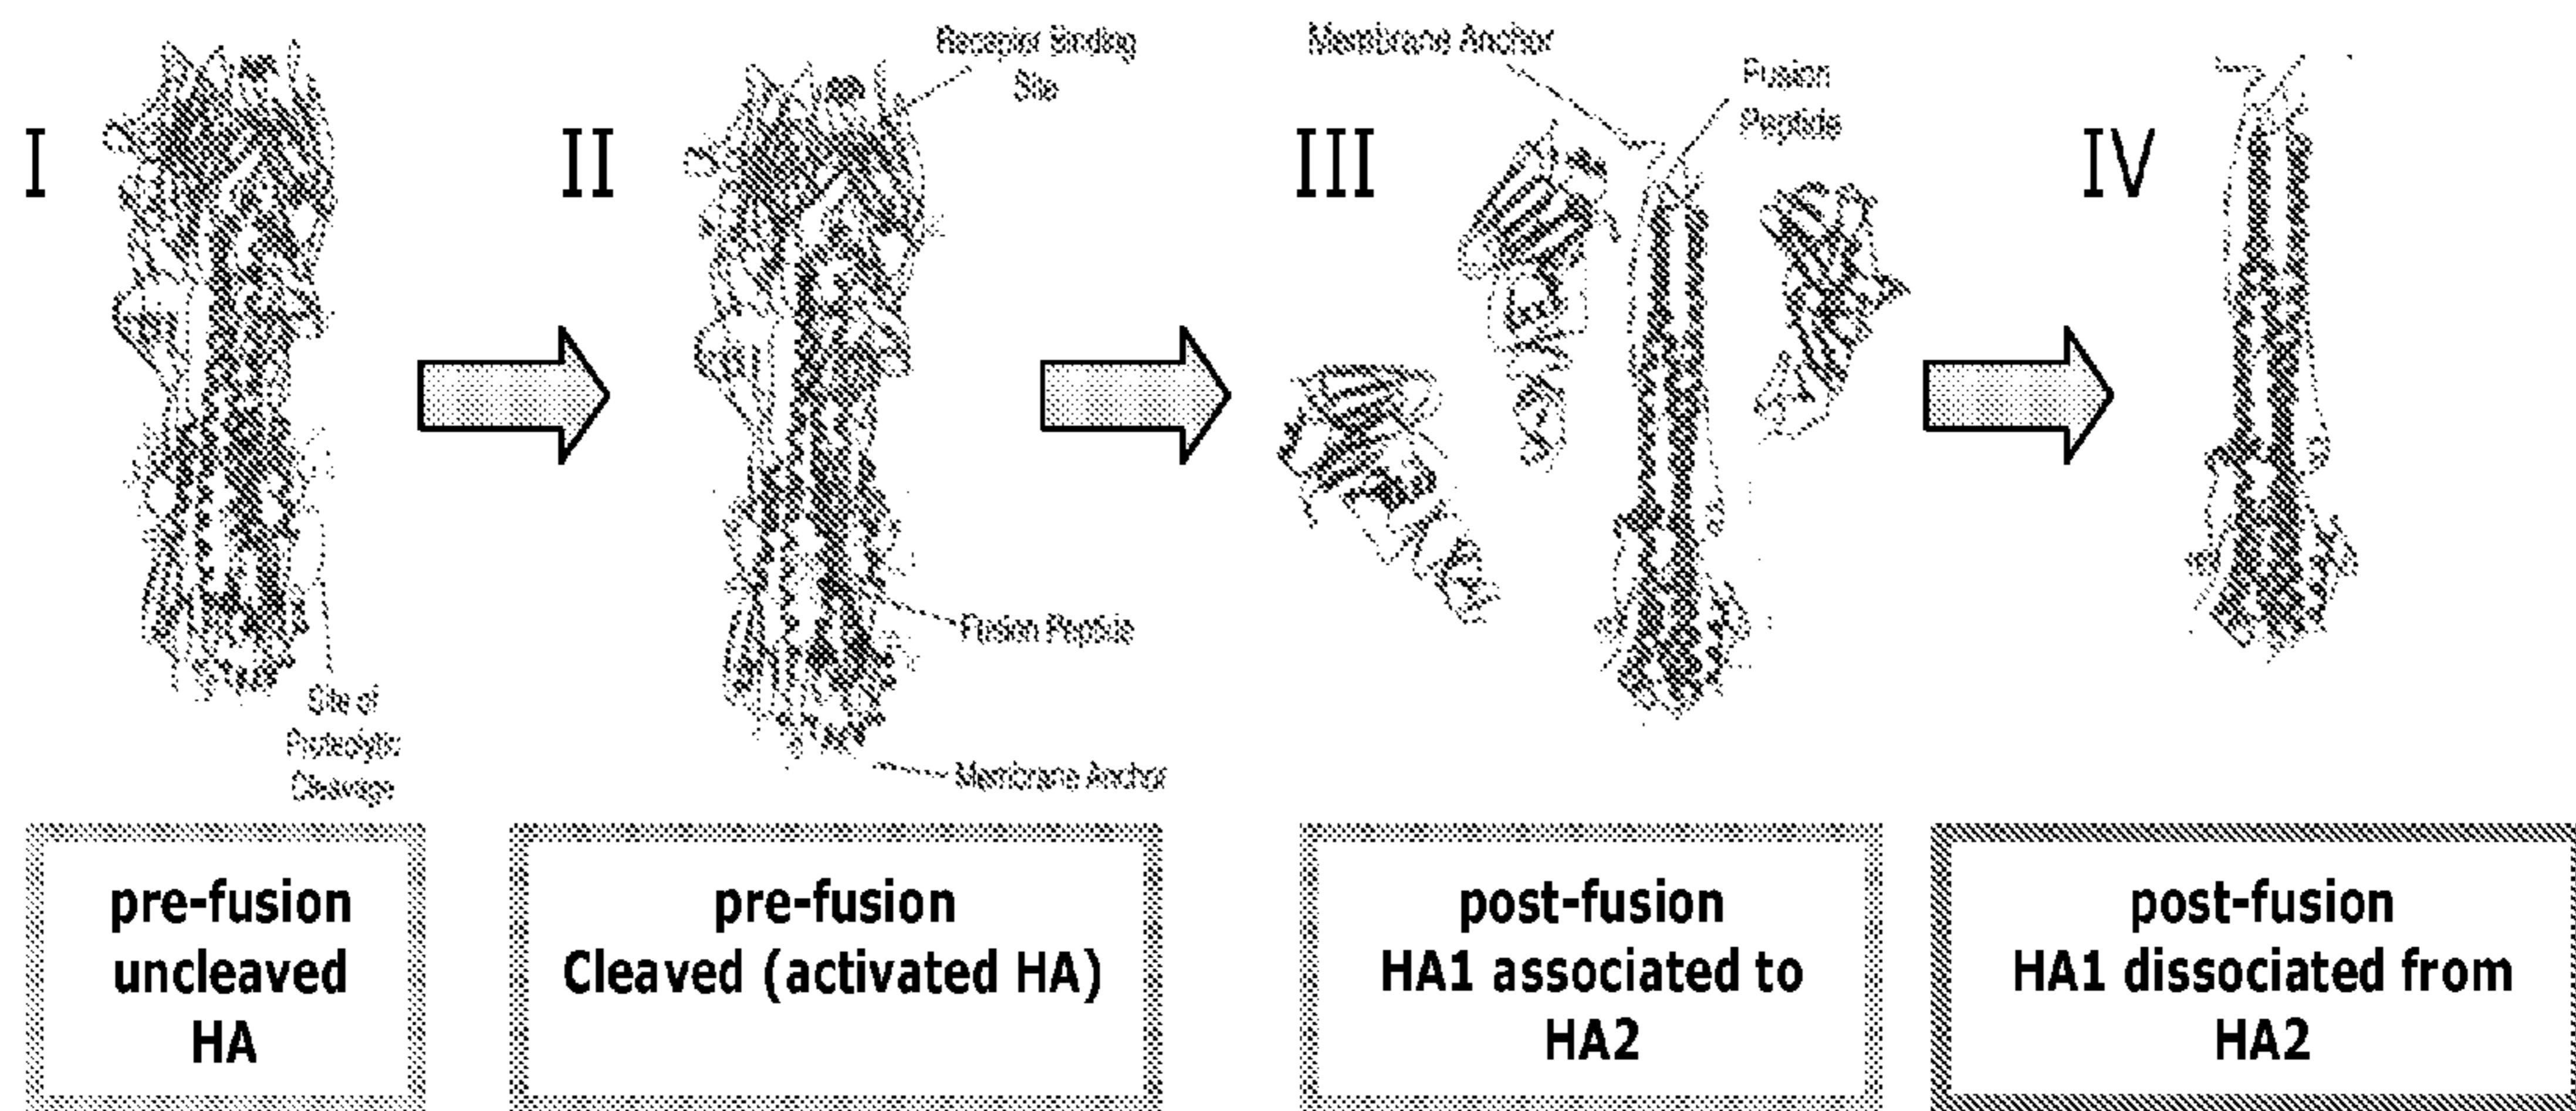 I
II
III
IV
Receptor Binding
Site
Membrane Anchor
Fusion
Peptide
Fusion Peptide
Membrane Anchor
Site of
Proteolytic
Cleavage
pre-fusion
uncleaved
HA
pre-fusion
Cleaved (activated HA)
post-fusion
HA1 associated to
HA2
post-fusion
HA1 dissociated from
HA2